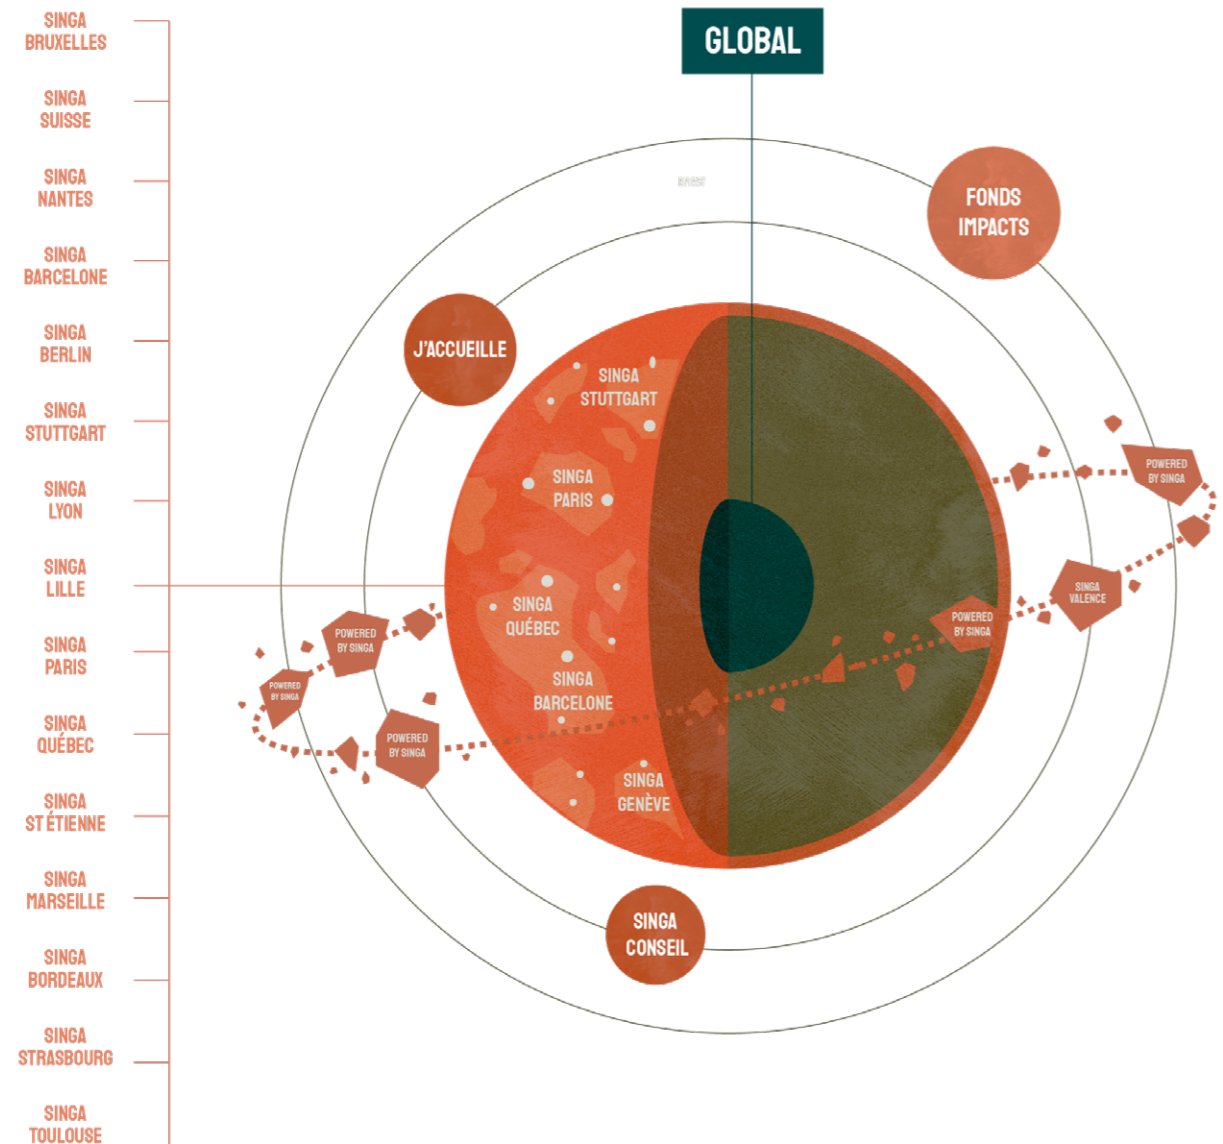 SINGA
BRUXELLES
SINGA
SUISSE
SINGA
NANTES
SINGA
BARCELONE
SINGA
BERLIN
SINGA
STUTTGART
SINGA
LYON
SINGA
LILLE
SINGA
PARIS
SINGA
QUÉBEC
SINGA
ST ÉTIENNE
SINGA
MARSEILLE
SINGA
BORDEAUX
SINGA
STRASBOURG
SINGA
TOULOUSE
GLOBAL
FONDS
IMPACTS
J'ACCUEILLE
SINGA
STUTTGART
SINGA
PARIS
SINGA
QUÉBEC
SINGA
BARCELONE
SINGA
GENÈVE
POWERED
BY SINGA
SINGA
VALENCE
POWERED
BY SINGA
POWERED
BY SINGA
POWERED
BY SINGA
POWERED
BY SINGA
SINGA
CONSEIL